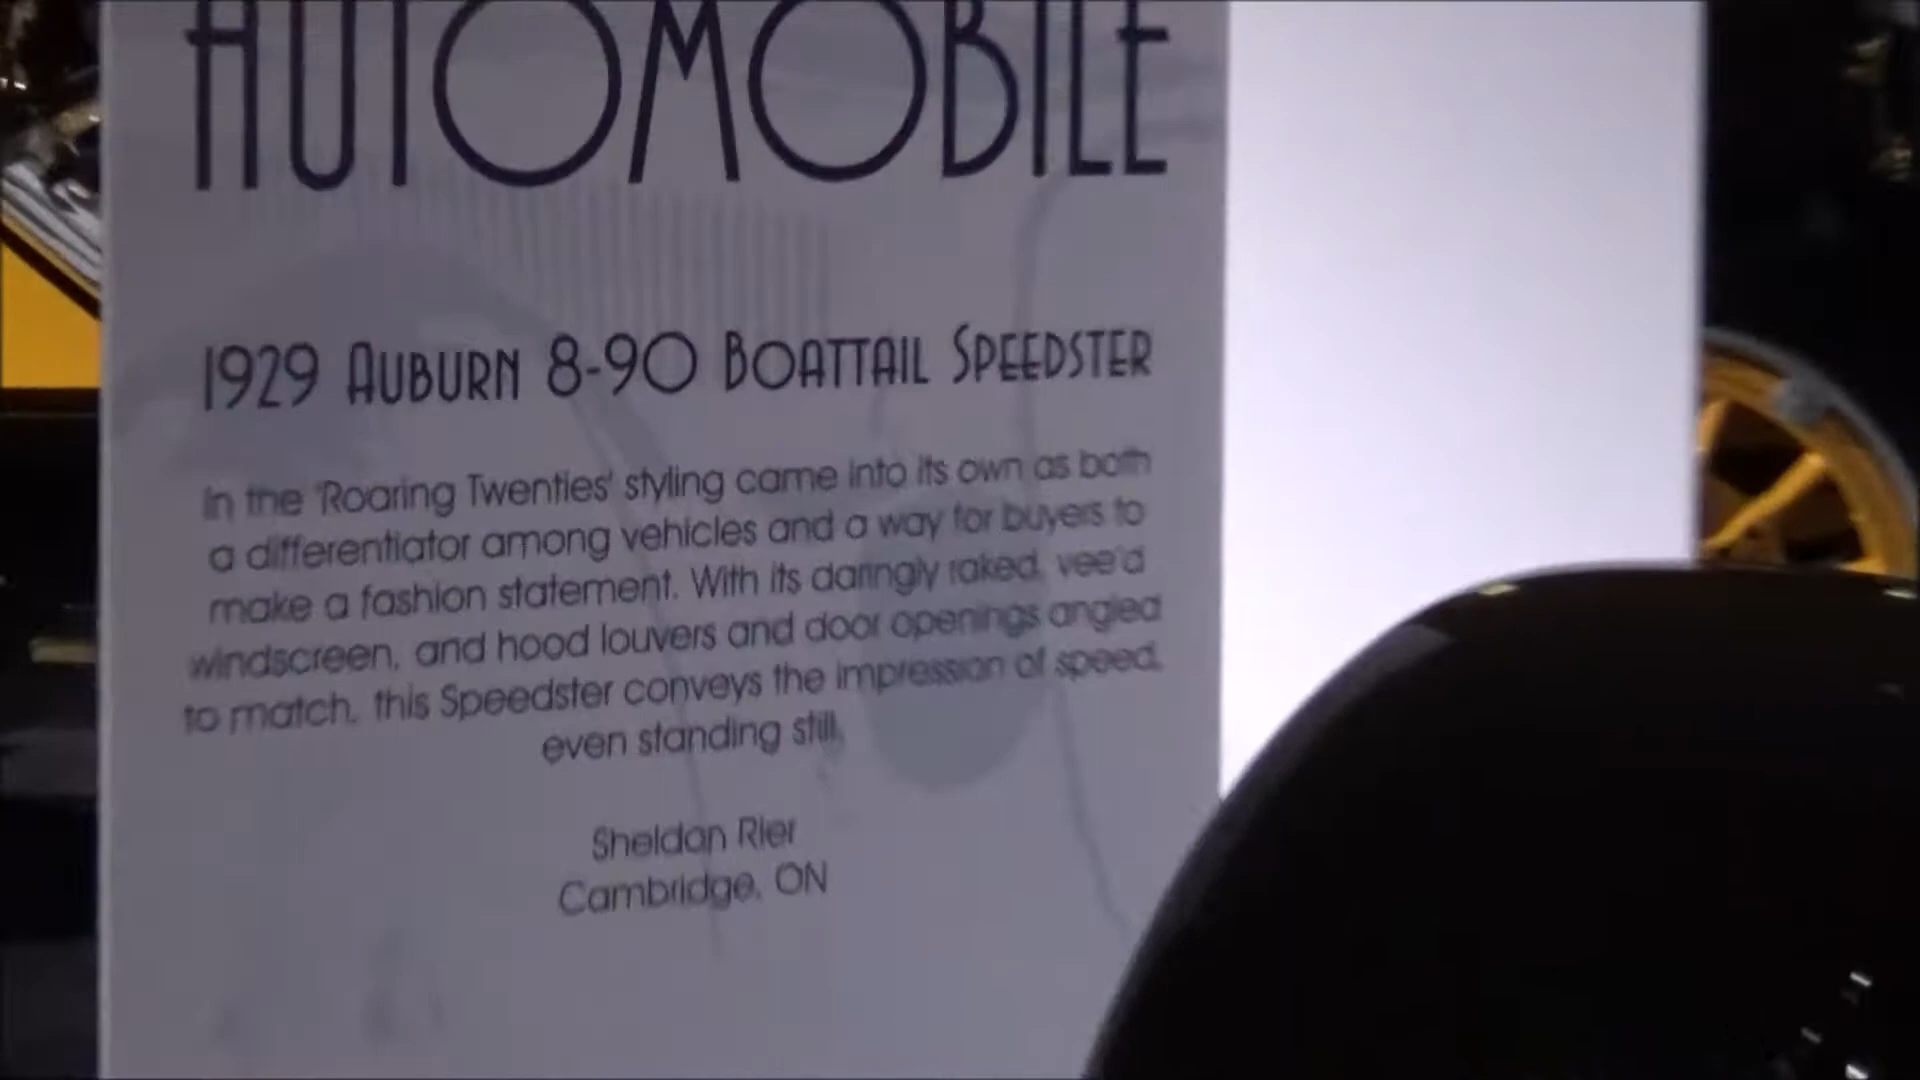 AUTOMOBILE
1929 AUBURN 8-90 BOATTAIL SPEEDSTER
In the 'Roaring Twenties' styling came into its own as both
a differentiator among vehicles and a way for buyers to
make a fashion statement. With its daringly raked, vee'd
windscreen, and hood louvers and door openings angled
to match, this Speedster conveys the impression of speed,
even standing still.
Sheldon Rier
Cambridge, ON